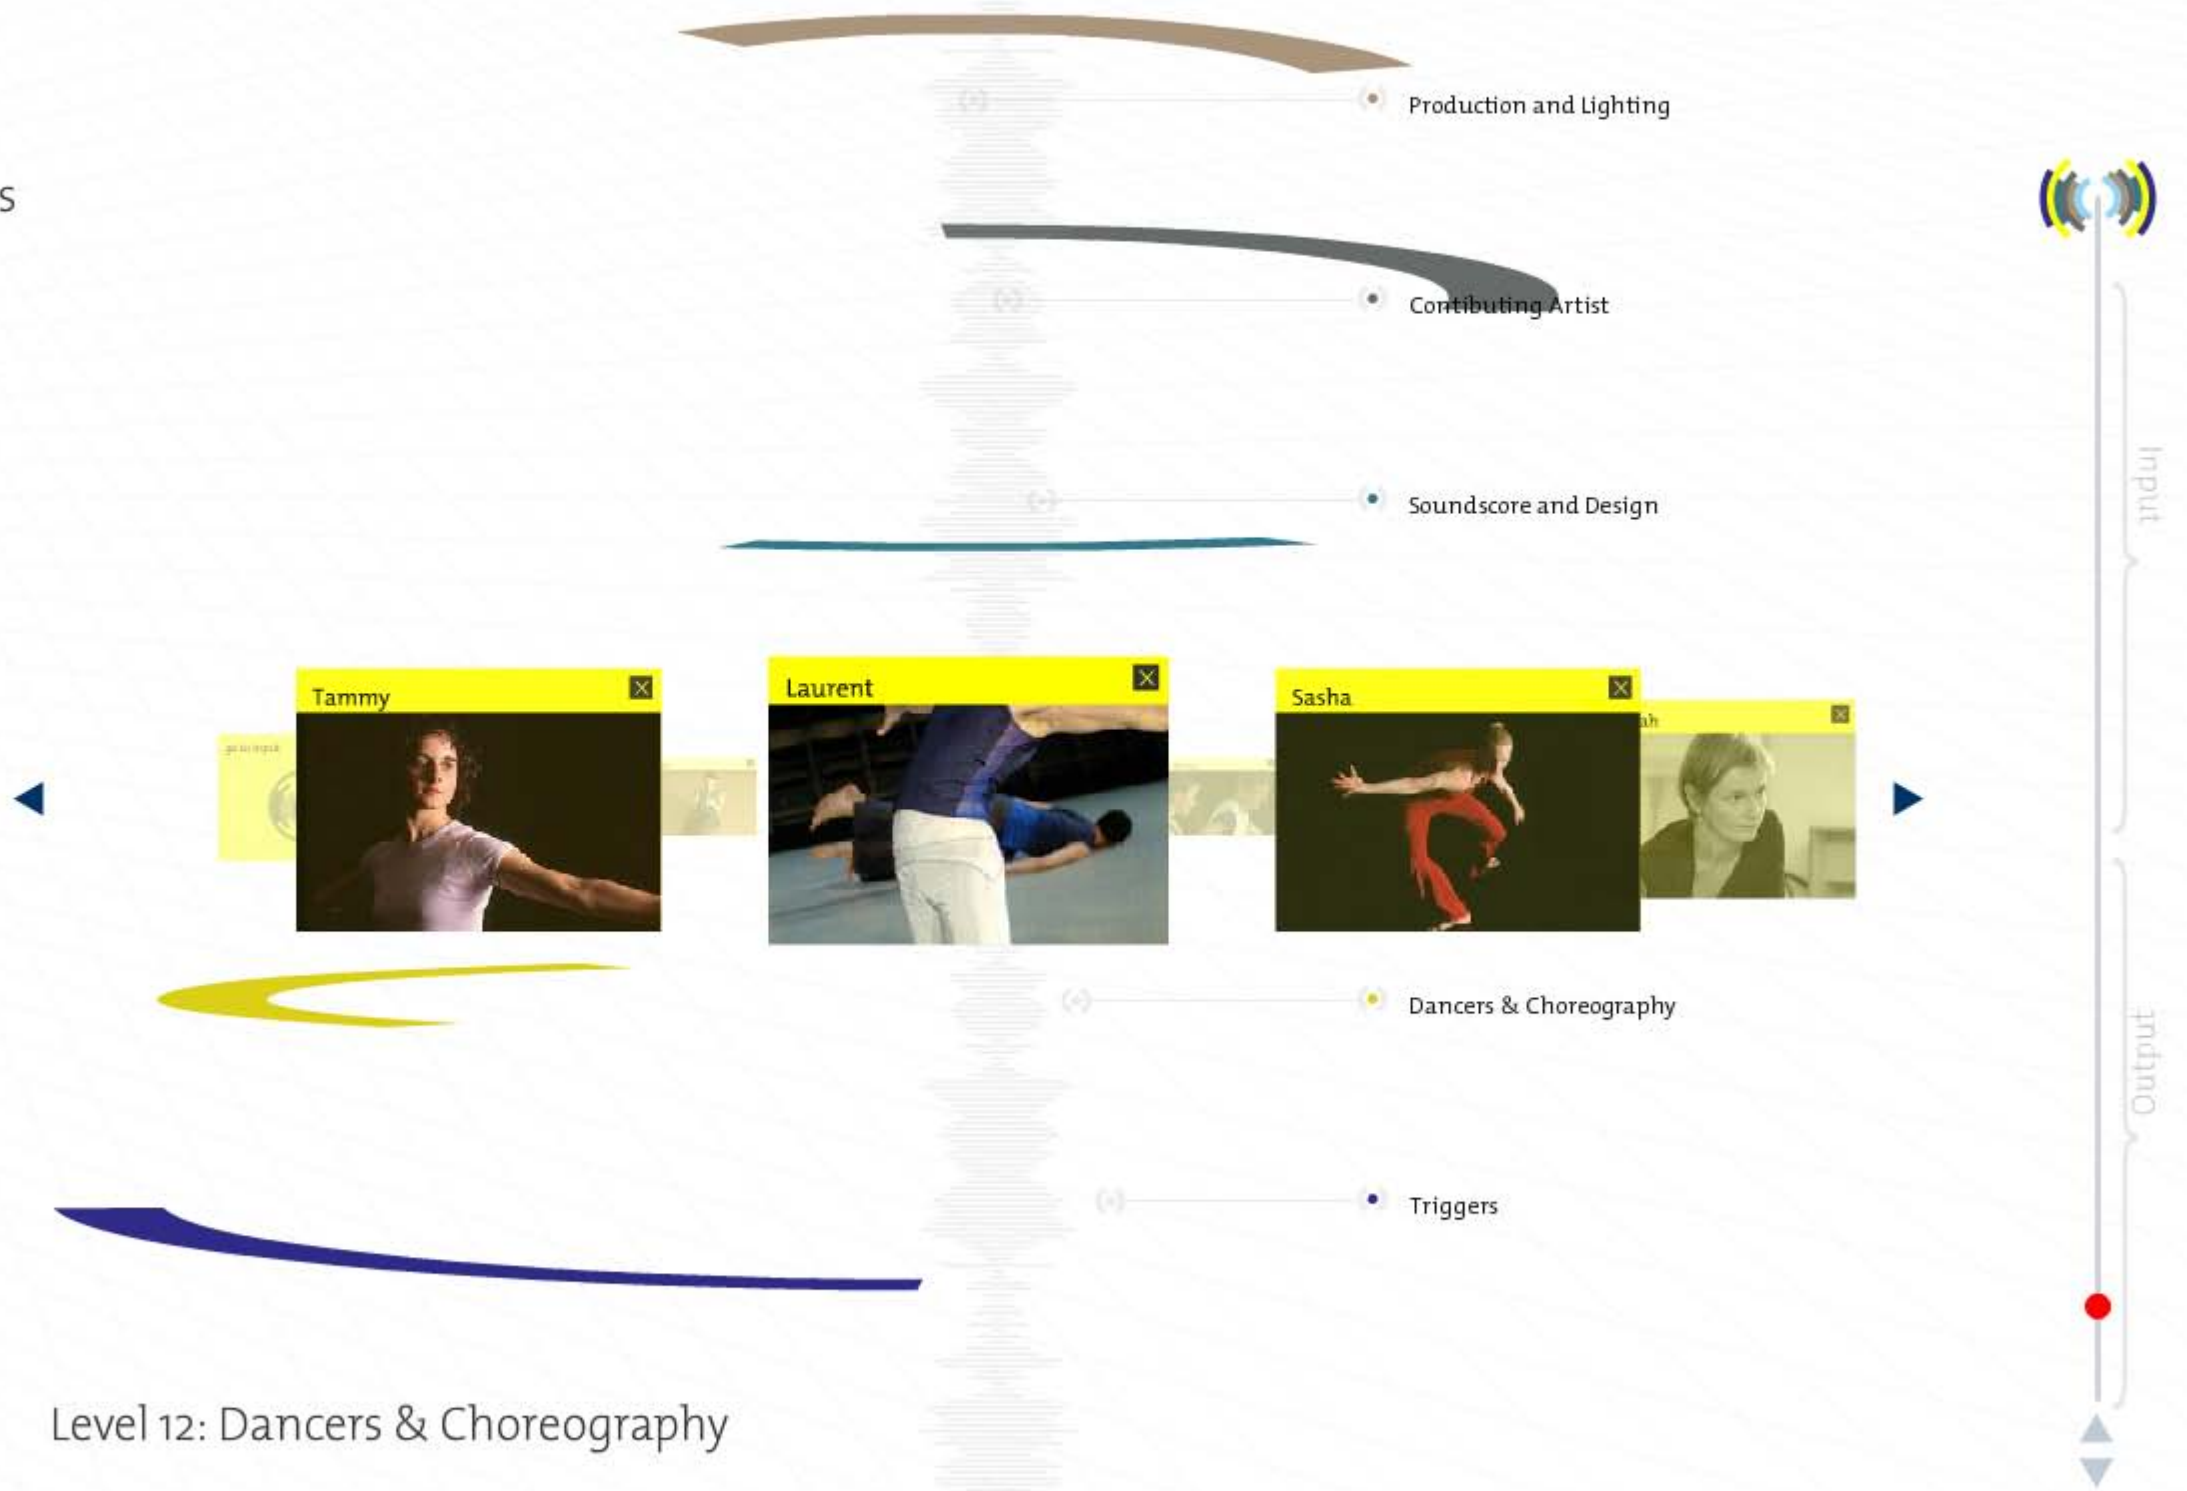 s
Production and Lighting
Contibuting Artist
Soundscore and Design
Input
Tammy
Laurent
Sasha
ah
Dancers & Choreography
Output
Triggers
Level 12: Dancers & Choreography